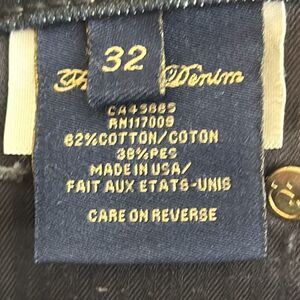 32
Denim
CA43885
RN117009
62%COTTON/COTON
38%PES
MADE IN USA/
FAIT AUX ETATS-UNIS
CARE ON REVERSE